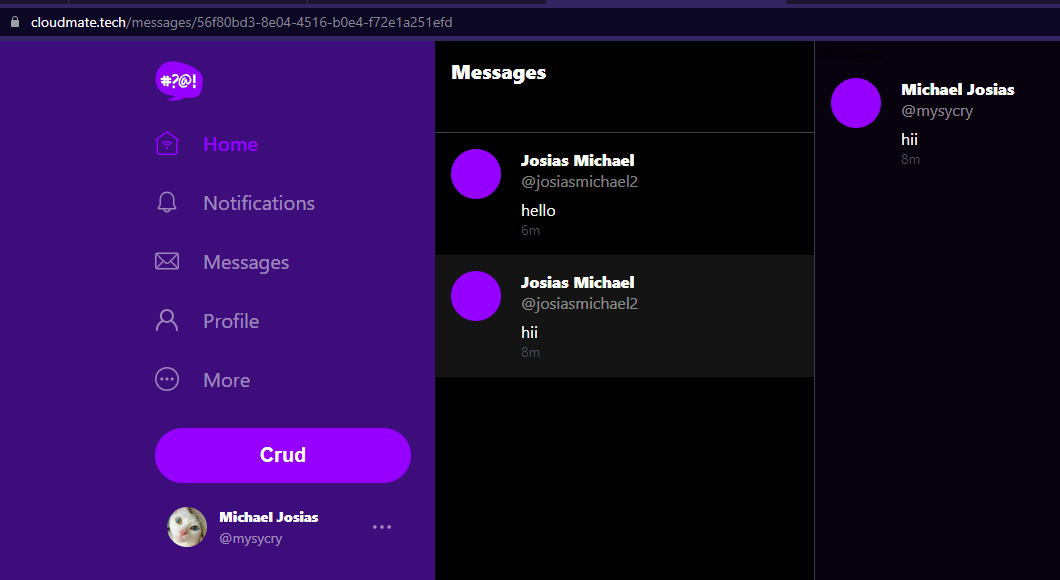 cloudmate.tech/messages/56f80bd3-8e04-4516-b0e4-f72e1a251efd
#?@!
Home
Notifications
Messages
Profile
More
Crud
Michael Josias
@mysycry
Messages
Josias Michael
@josiasmichael2
hello
6m
Josias Michael
@josiasmichael2
hii
8m
Michael Josias
@mysycry
hii
8m